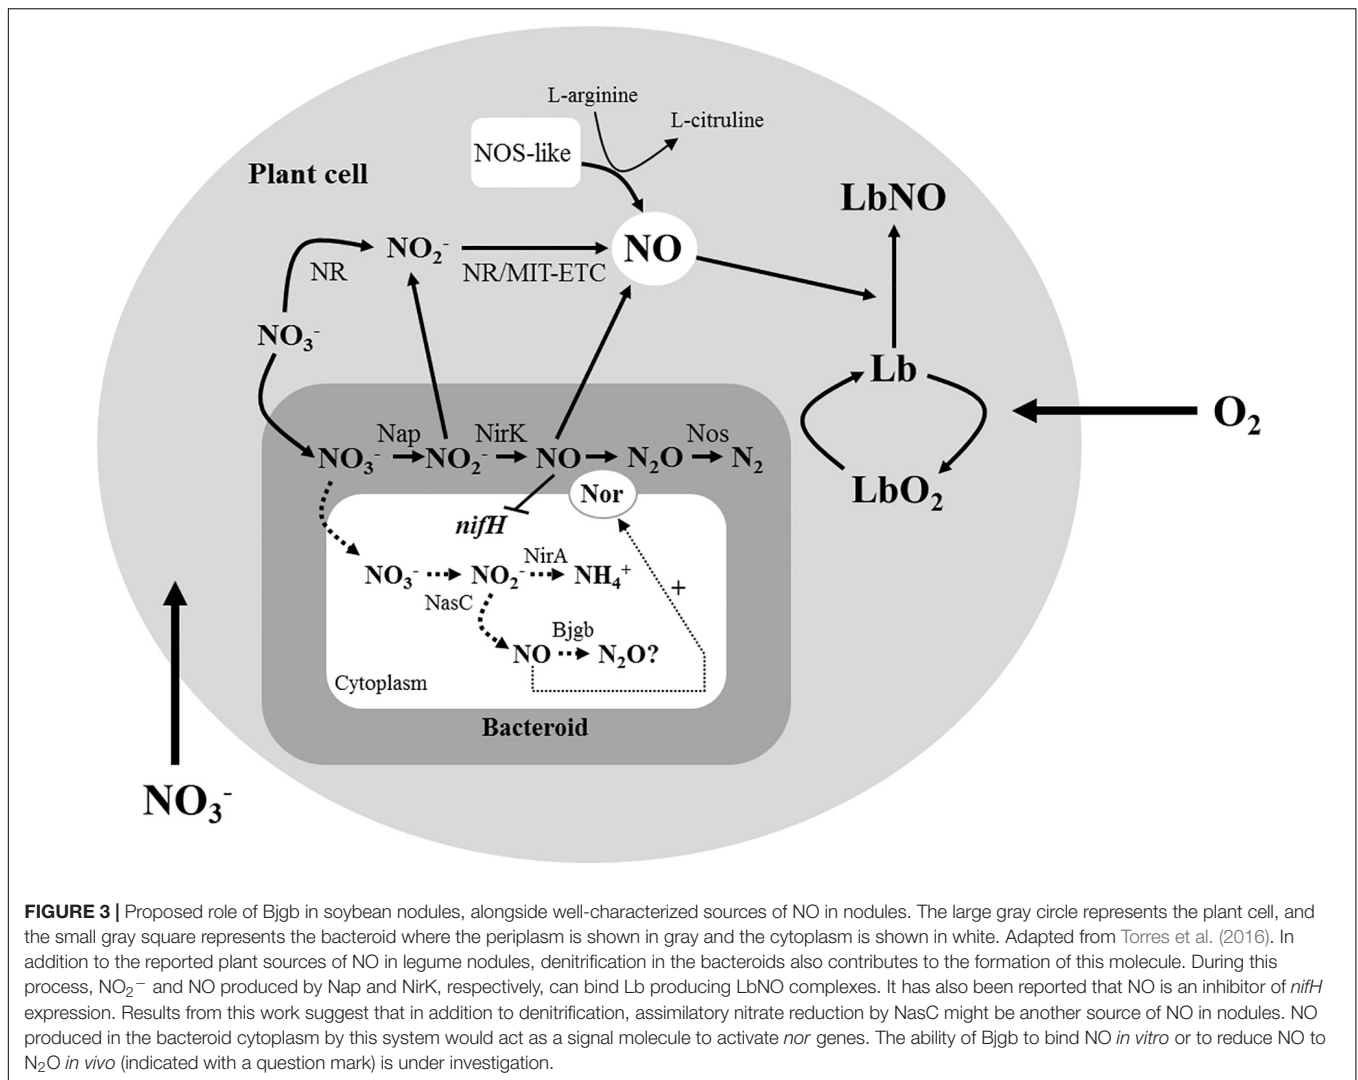 L-arginine
L-citruline
NOS-like
Plant cell
LbNO
NO₂⁻
NO
NR
NR/MIT-ETC
NO₃⁻
Lb
O₂
Nap
NirK
Nos
NO₃⁻ NO₂⁻ NO N₂O N₂
LbO₂
Nor
nifH
NirA
NO₃⁻ NO₂⁻ NH₄⁺
+
NasC
Bjgb
NO N₂O?
Cytoplasm
Bacteroid
NO₃⁻
FIGURE 3 | Proposed role of Bjgb in soybean nodules, alongside well-characterized sources of NO in nodules. The large gray circle represents the plant cell, and
the small gray square represents the bacteroid where the periplasm is shown in gray and the cytoplasm is shown in white. Adapted from Torres et al. (2016). In
addition to the reported plant sources of NO in legume nodules, denitrification in the bacteroids also contributes to the formation of this molecule. During this
process, NO₂⁻ and NO produced by Nap and NirK, respectively, can bind Lb producing LbNO complexes. It has also been reported that NO is an inhibitor of nifH
expression. Results from this work suggest that in addition to denitrification, assimilatory nitrate reduction by NasC might be another source of NO in nodules. NO
produced in the bacteroid cytoplasm by this system would act as a signal molecule to activate nor genes. The ability of Bjgb to bind NO in vitro or to reduce NO to
N₂O in vivo (indicated with a question mark) is under investigation.